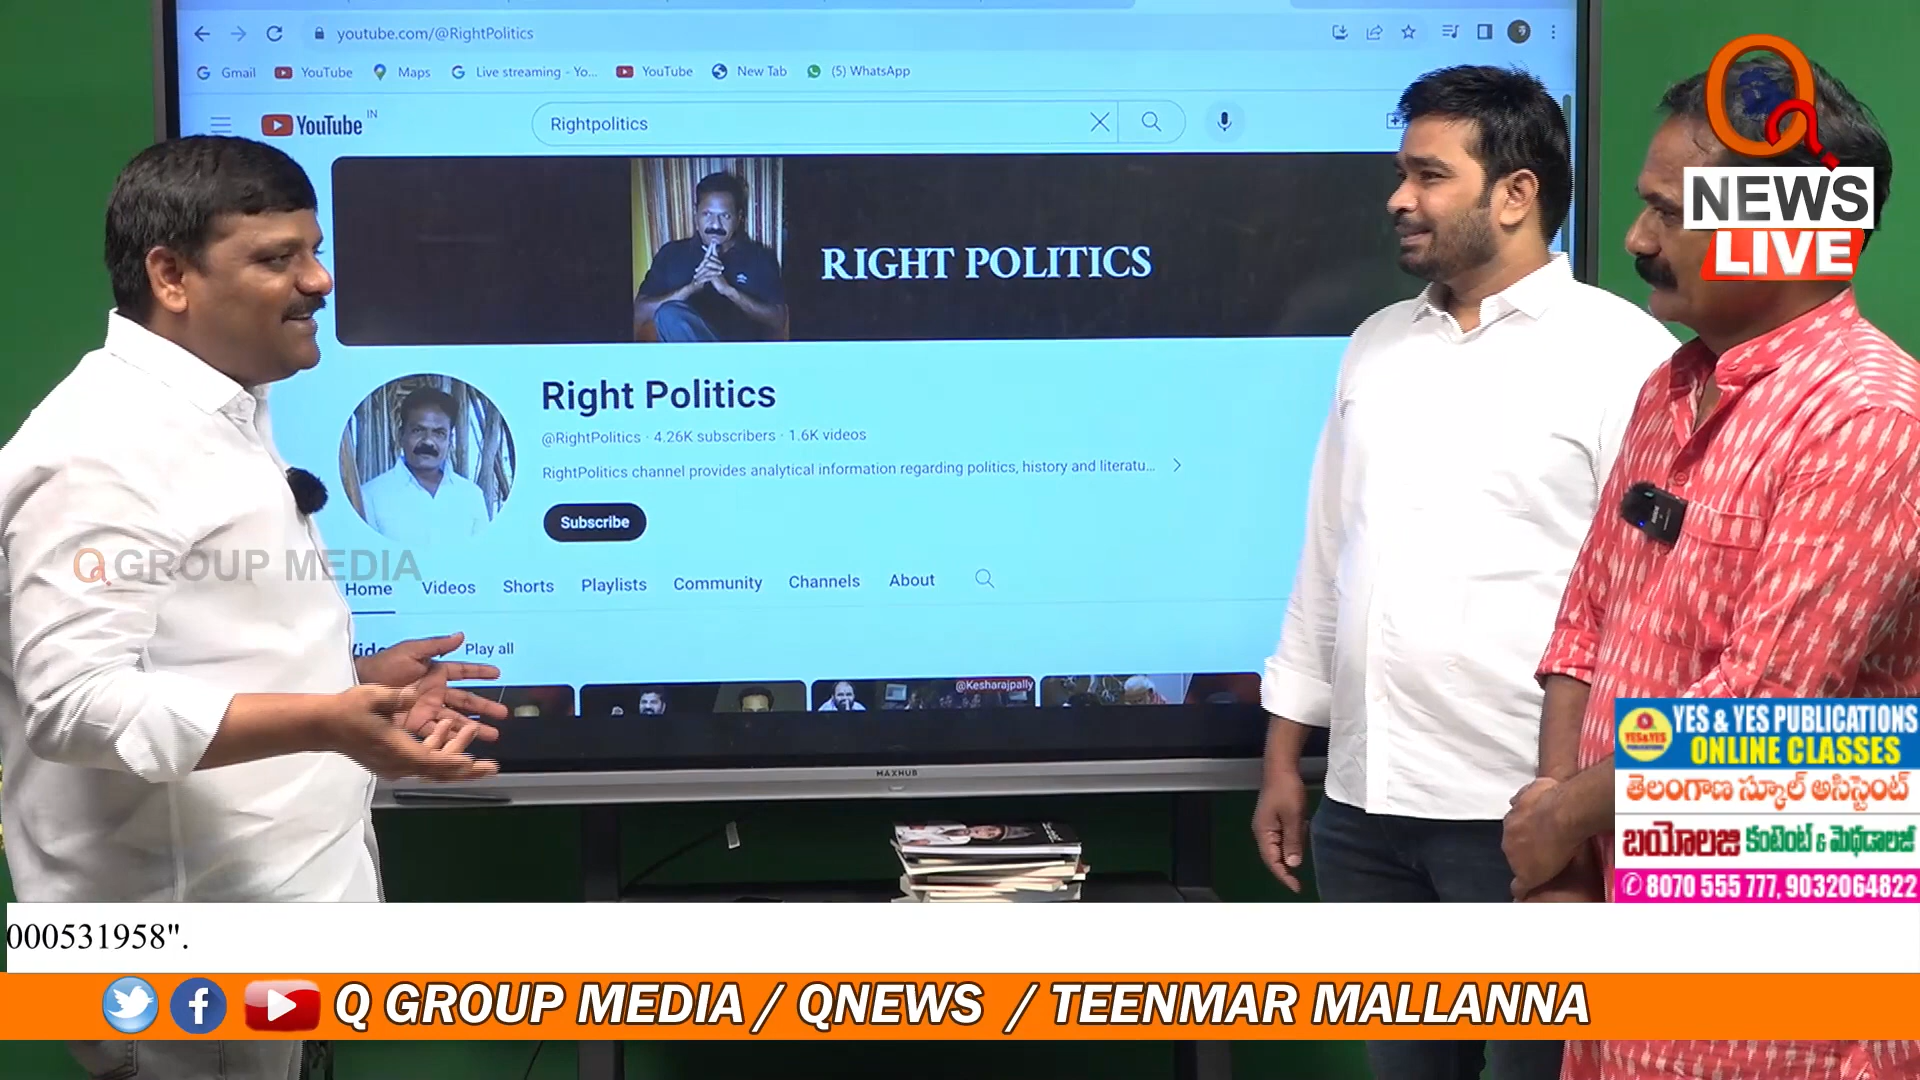 youtube.com/@RightPolitics
Gmail YouTube Maps Live streaming - Yo... YouTube New Tab (5) WhatsApp
YouTube IN
Rightpolitics
RIGHT POLITICS
Right Politics
@RightPolitics · 4.26K subscribers · 1.6K videos
RightPolitics channel provides analytical information regarding politics, history and literatu...
Subscribe
Home Videos Shorts Playlists Community Channels About
Play all
@Kesharajpally
MAXHUB
Q GROUP MEDIA
Q
NEWS
LIVE
YES & YES PUBLICATIONS
ONLINE CLASSES
తెలంగాణ స్కూల్ అసిస్టెంట్
బయోలజి కంటెంట్ & మెథడాలజీ
8070 555 777, 9032064822
000531958".
Q GROUP MEDIA / QNEWS / TEENMAR MALLANNA